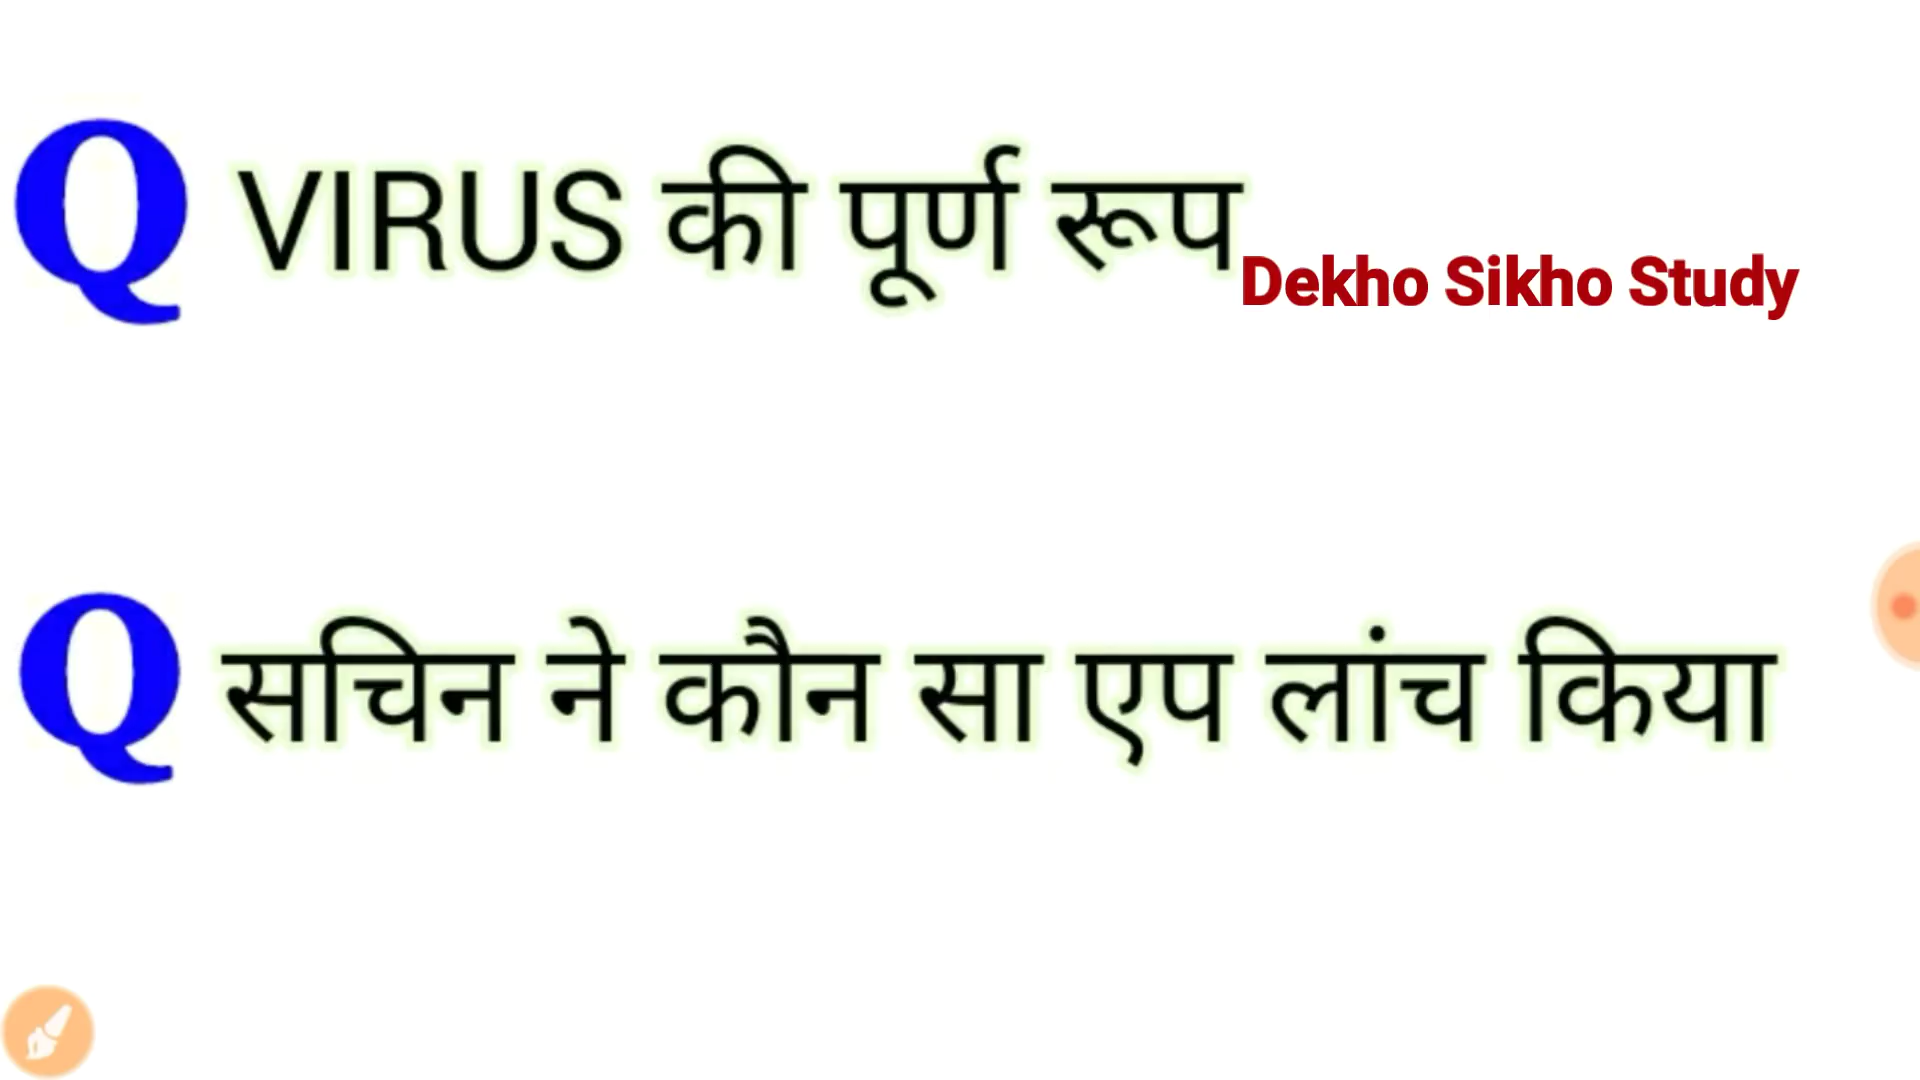 Q VIRUS की पूर्ण रूप
Dekho Sikho Study
Q सचिन ने कौन सा एप लांच किया